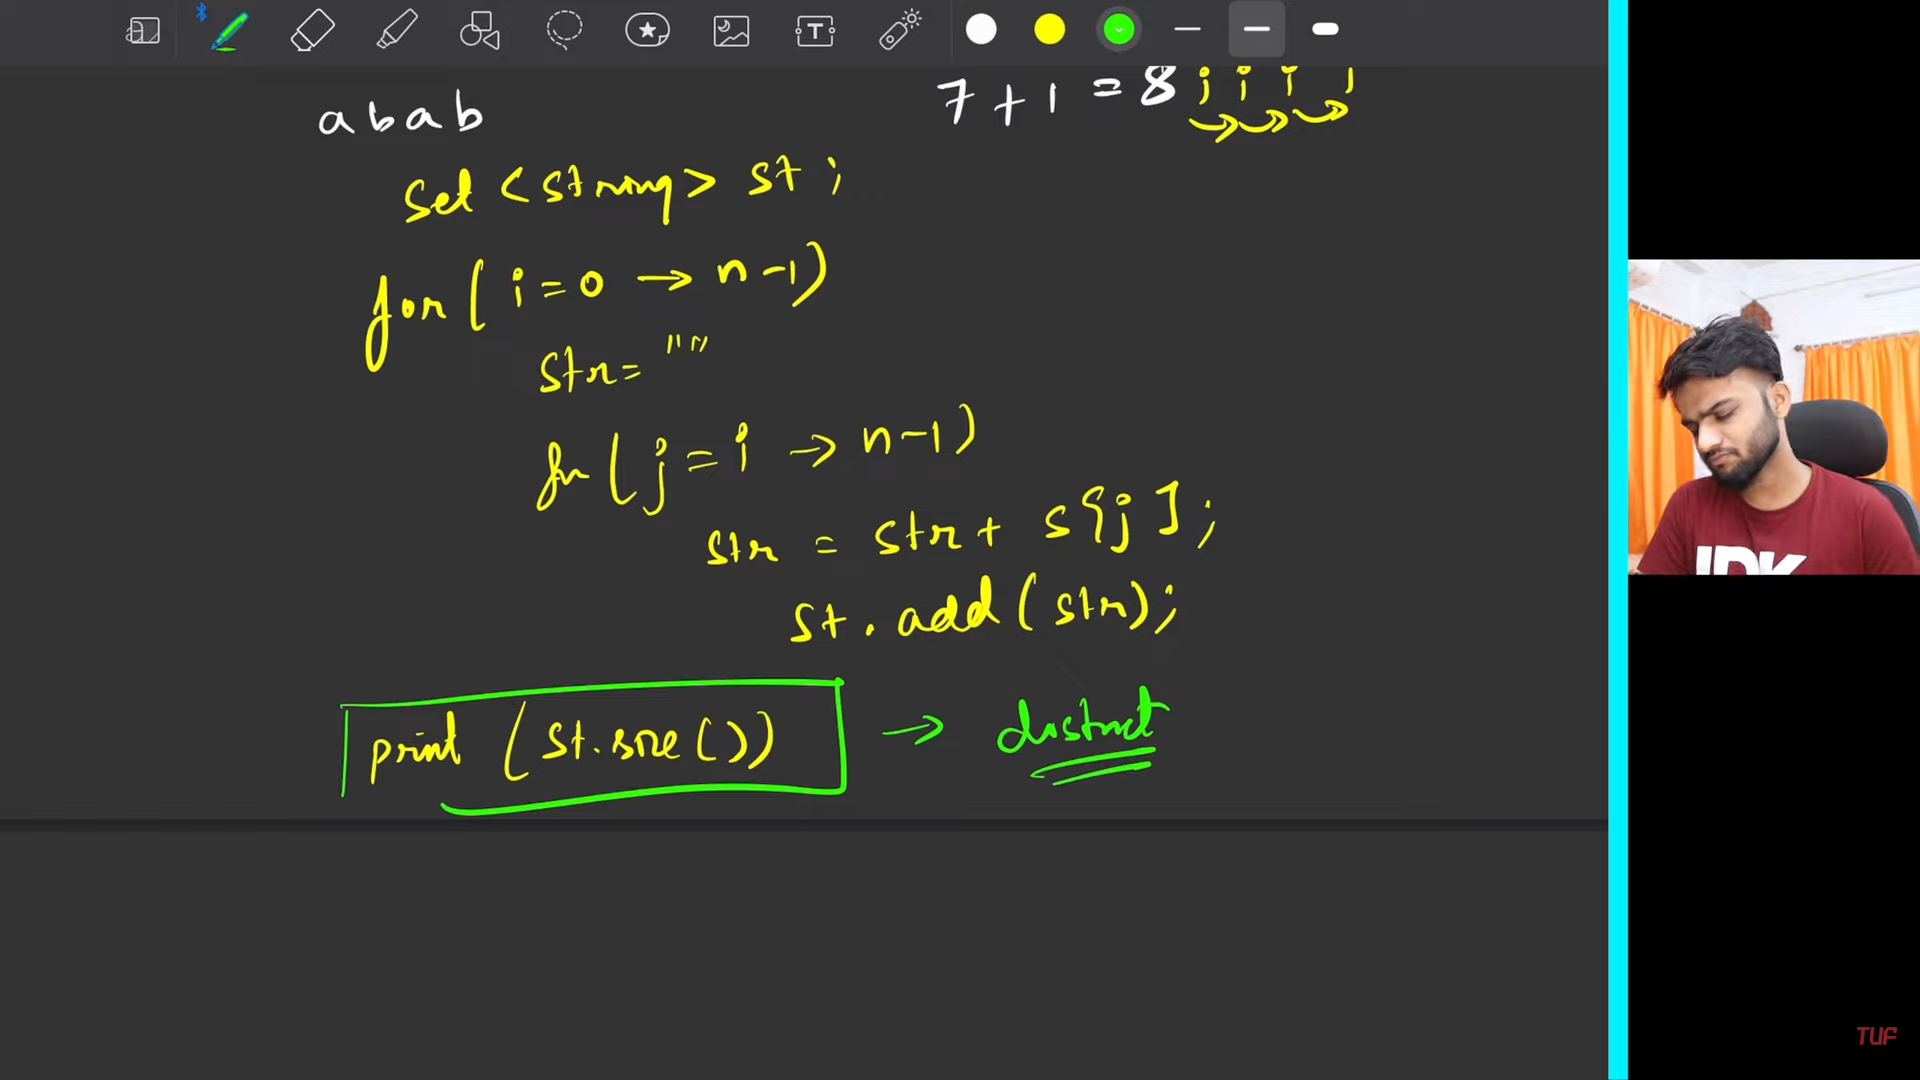 abab
7 + 1 = 8 j j j j
Set <string> st ;
for ( i = 0 → n -1)
str = ""
for ( j = i → n-1)
str = str + s[j] ;
st . add ( str);
print ( st.size ( ) ) → distinct
IDK
TUF